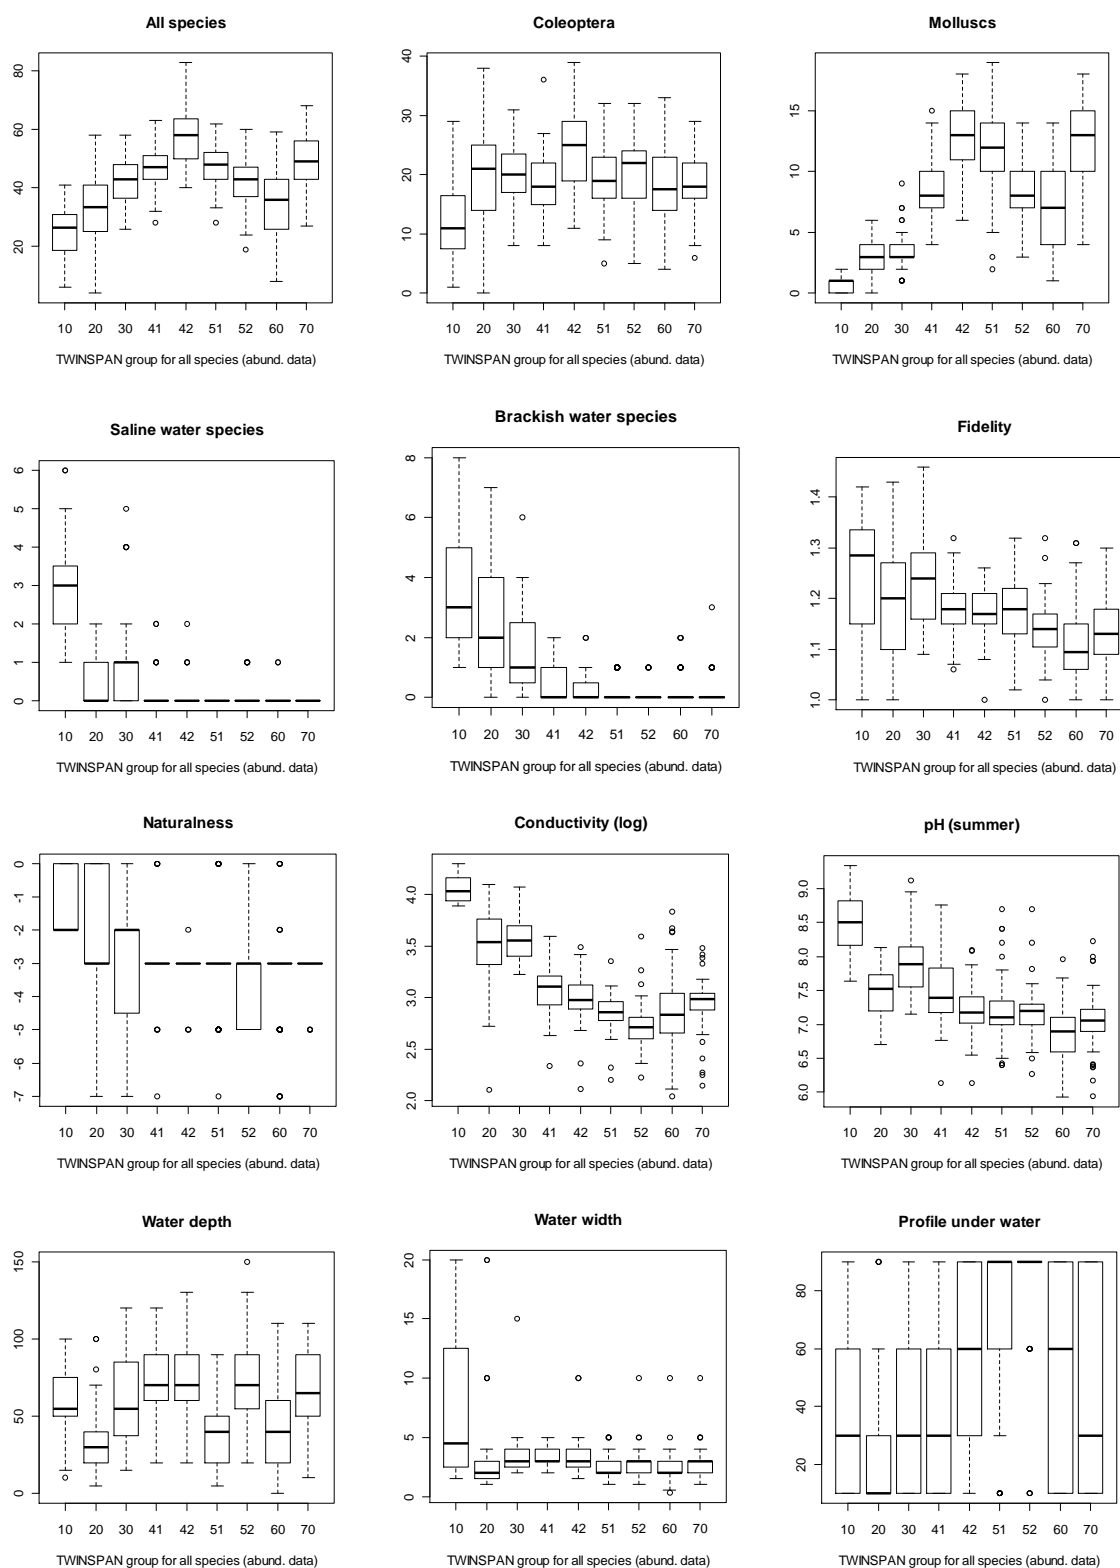 All species
Coleoptera
Molluscs
80
60
40
20
40
30
20
10
0
15
10
5
0
10 20 30 41 42 51 52 60 70
10 20 30 41 42 51 52 60 70
10 20 30 41 42 51 52 60 70
TWINSPAN group for all species (abund. data)
TWINSPAN group for all species (abund. data)
TWINSPAN group for all species (abund. data)
Saline water species
Brackish water species
Fidelity
6
5
4
3
2
1
0
8
6
4
2
0
1.4
1.3
1.2
1.1
1.0
10 20 30 41 42 51 52 60 70
10 20 30 41 42 51 52 60 70
10 20 30 41 42 51 52 60 70
TWINSPAN group for all species (abund. data)
TWINSPAN group for all species (abund. data)
TWINSPAN group for all species (abund. data)
Naturalness
Conductivity (log)
pH (summer)
0
-1
-2
-3
-4
-5
-6
-7
4.0
3.5
3.0
2.5
2.0
9.0
8.5
8.0
7.5
7.0
6.5
6.0
10 20 30 41 42 51 52 60 70
10 20 30 41 42 51 52 60 70
10 20 30 41 42 51 52 60 70
TWINSPAN group for all species (abund. data)
TWINSPAN group for all species (abund. data)
TWINSPAN group for all species (abund. data)
Water depth
Water width
Profile under water
150
100
50
0
20
15
10
5
0
80
60
40
20
10 20 30 41 42 51 52 60 70
10 20 30 41 42 51 52 60 70
10 20 30 41 42 51 52 60 70
TWINSPAN group for all species (abund. data)
TWINSPAN group for all species (abund. data)
TWINSPAN group for all species (abund. data)